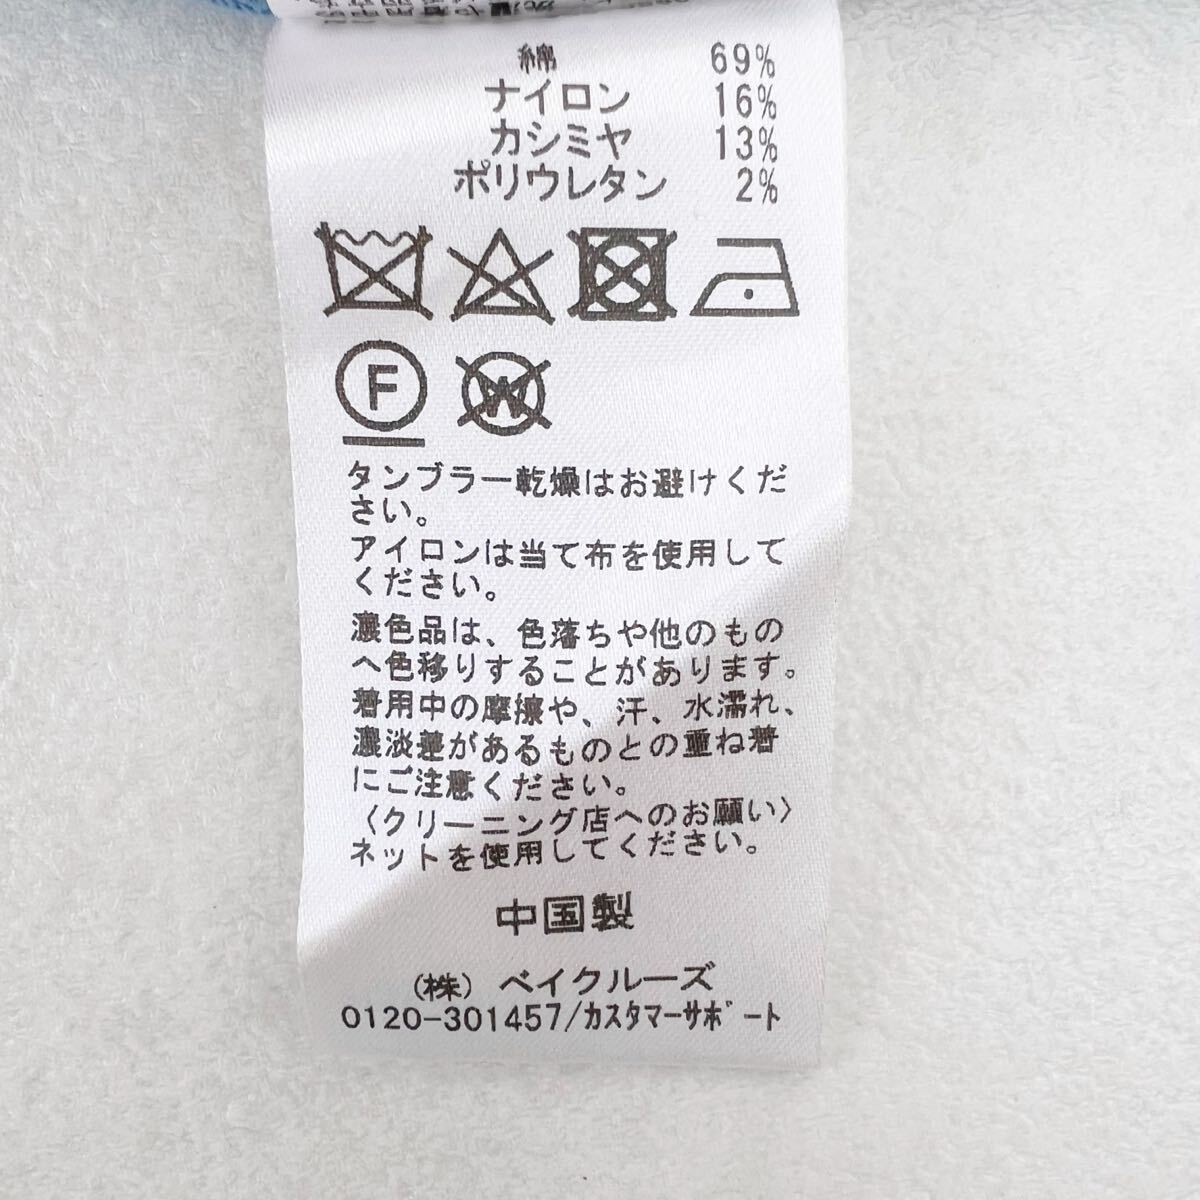 綿 69%
ナイロン 16%
カシミヤ 13%
ポリウレタン 2%
F
W
タンブラー乾燥はお避けくだ
さい。
アイロンは当て布を使用して
ください。
濃色品は、色落ちや他のもの
へ色移りすることがあります。
着用中の摩擦や、汗、水濡れ、
濃淡差があるものとの重ね着
にご注意ください。
〈クリーニング店へのお願い〉
ネットを使用してください。
中国製
(株) ベイクルーズ
0120-301457/カスタマーサポート